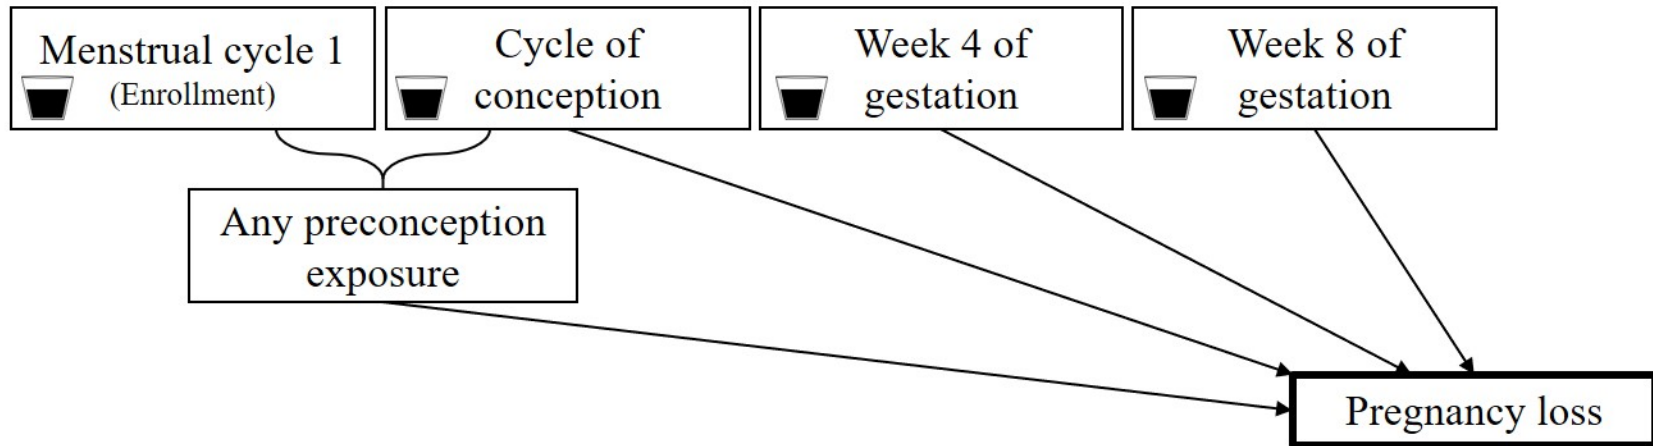 Menstrual cycle 1
(Enrollment)
Cycle of
conception
Week 4 of
gestation
Week 8 of
gestation
Any preconception
exposure
Pregnancy loss